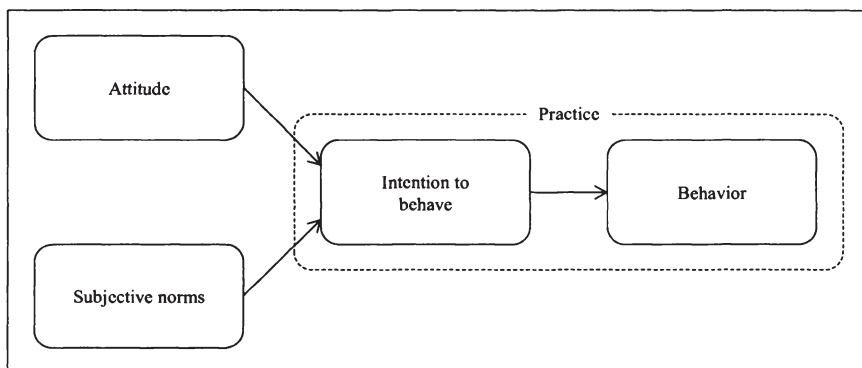 Attitude
Practice
Intention to
behave
Behavior
Subjective norms